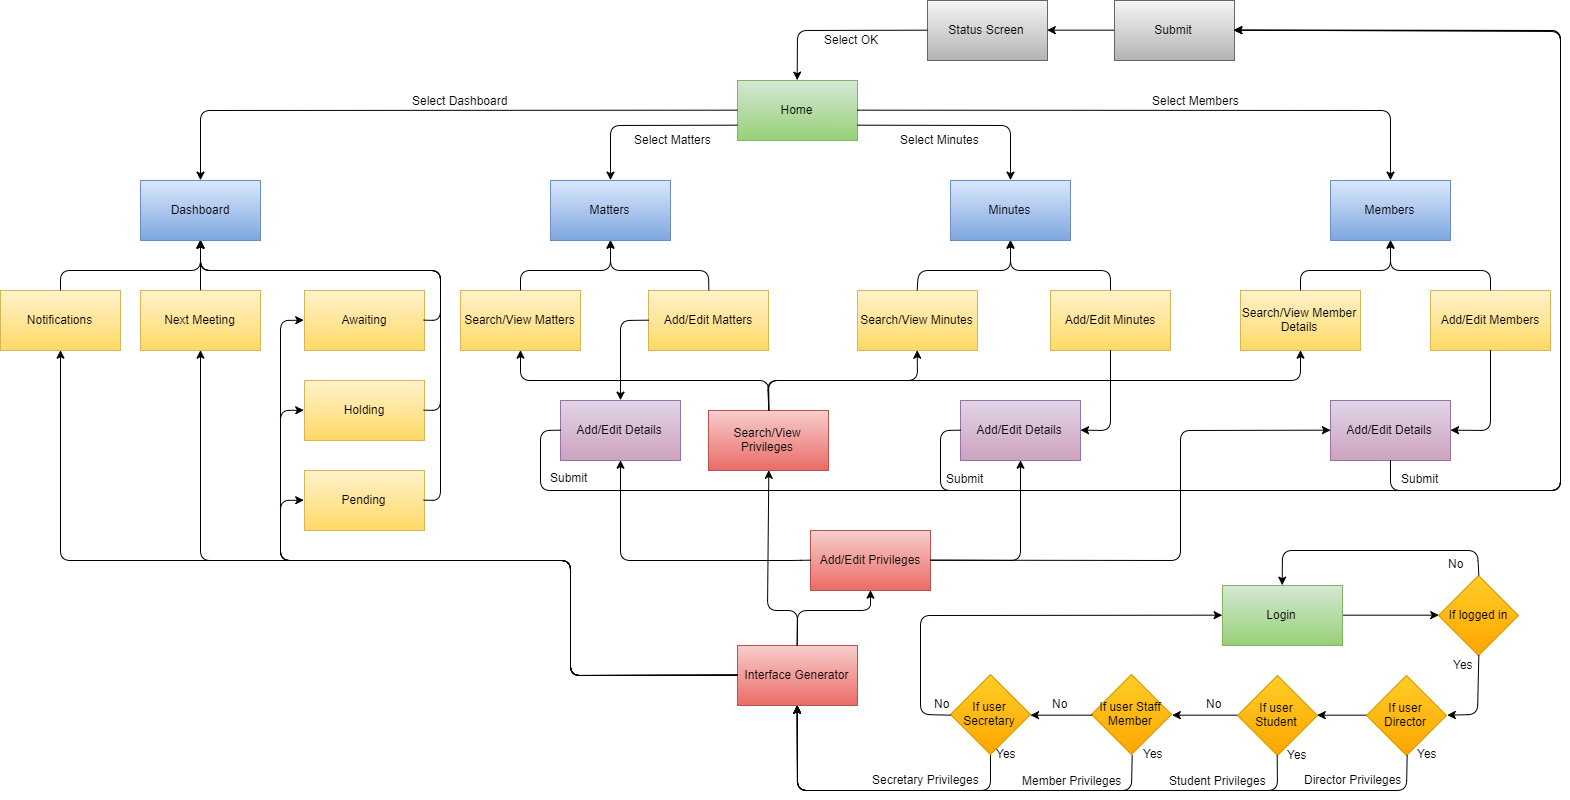 Status Screen
Submit
Select OK
Home
Select Dashboard
Select Members
Select Matters
Select Minutes
Dashboard
Matters
Minutes
Members
Notifications
Next Meeting
Awaiting
Search/View Matters
Add/Edit Matters
Search/View Minutes
Add/Edit Minutes
Search/View Member
Details
Add/Edit Members
Holding
Add/Edit Details
Search/View
Privileges
Add/Edit Details
Add/Edit Details
Submit
Submit
Submit
Pending
Add/Edit Privileges
No
Login
If logged in
Yes
Interface Generator
No
If user
Secretary
No
If user Staff
Member
No
If user
Student
If user
Director
Yes
Yes
Yes
Yes
Secretary Privileges
Member Privileges
Student Privileges
Director Privileges